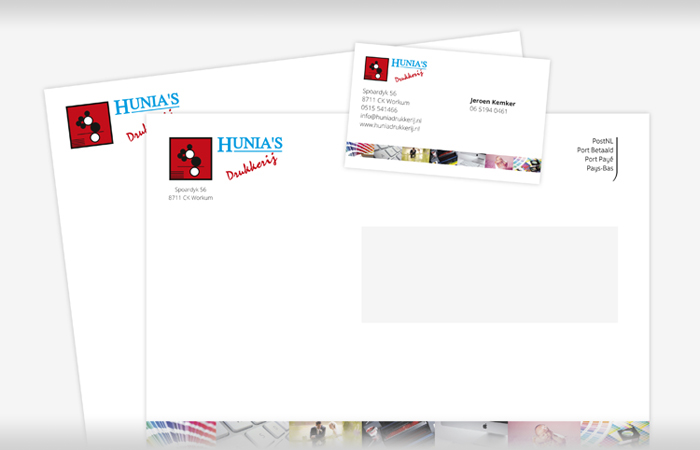 HUNIA'S
Drukkerij
HUNIA'S
Drukkerij
Spoardyk 56
8711 CK Workum
Jeroen Kemker
06 5194 0461
0515 541466
info@huniadrukkerij.nl
www.huniadrukkerij.nl
HUNIA'S
Drukkerij
Spoardyk 56
8711 CK Workum
PostNL
Port Betaald
Port Payé
Pays-Bas